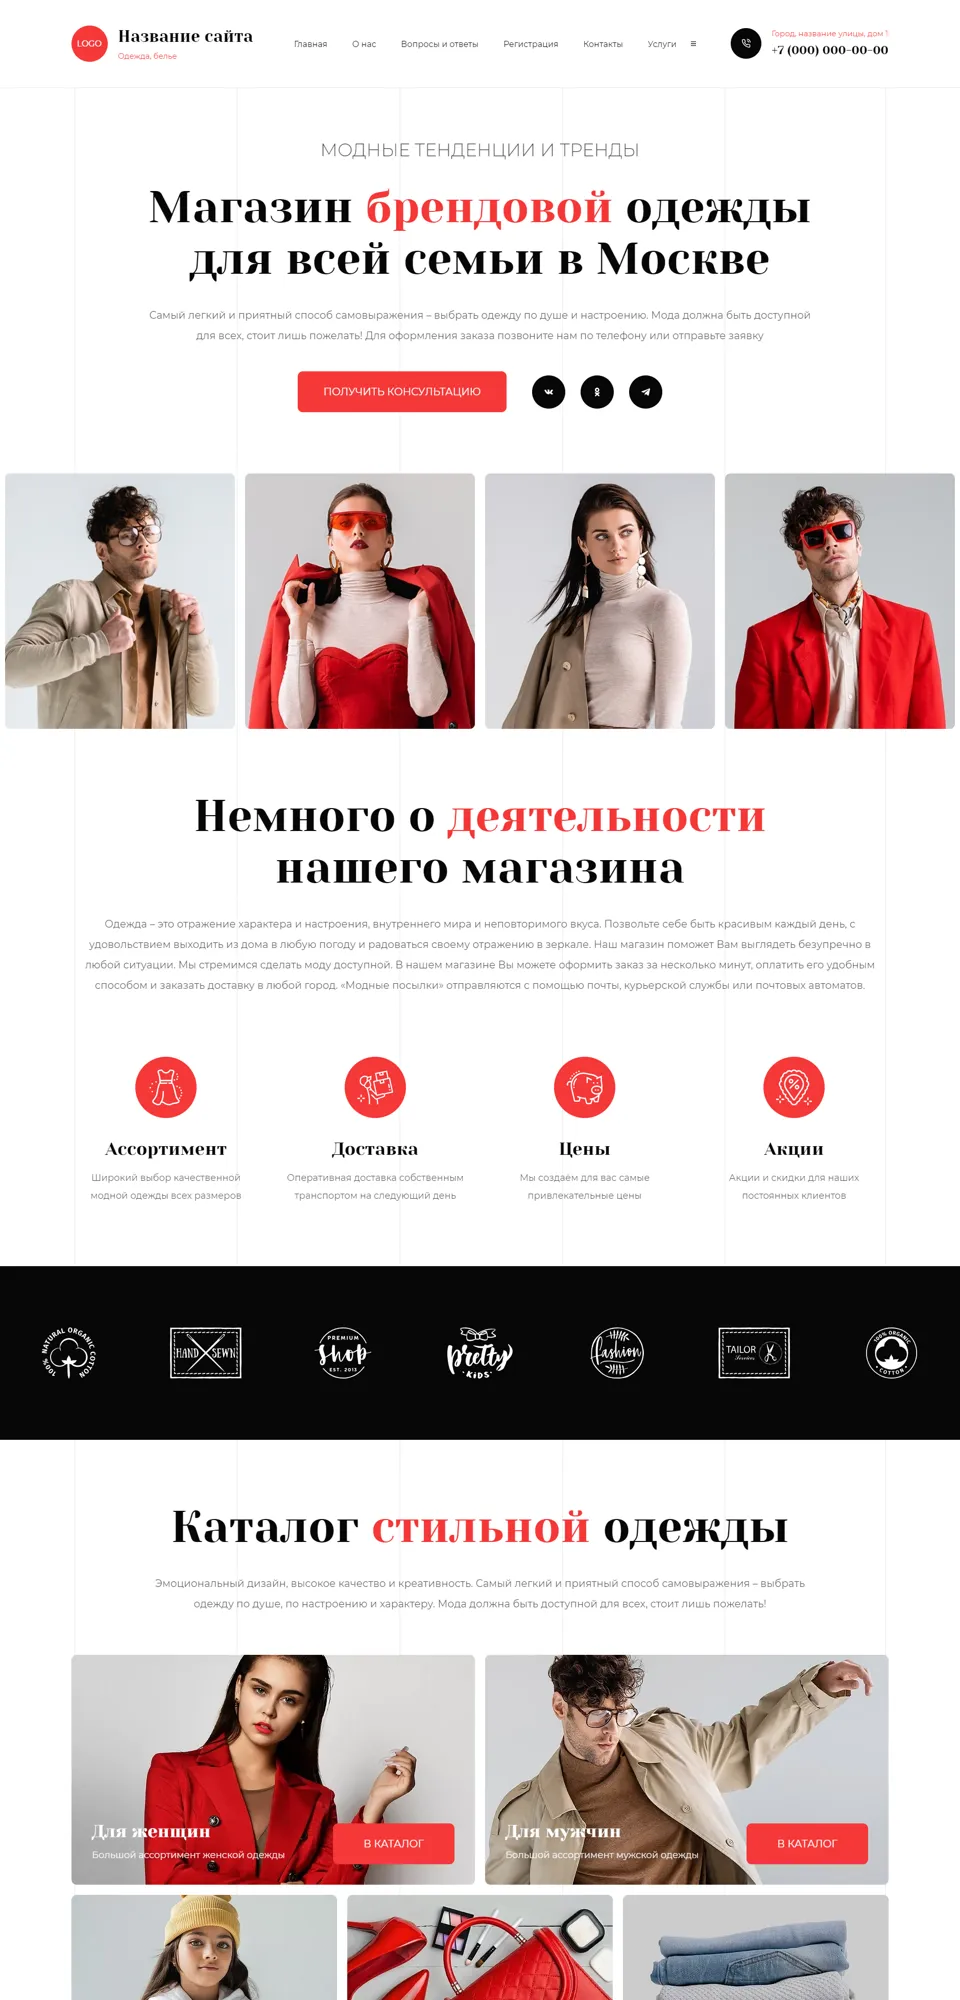 LOGO
Название сайта
Одежда, белье
Главная
О нас
Вопросы и ответы
Регистрация
Контакты
Услуги
Город, название улицы, дом 1
+7 (000) 000-00-00
МОДНЫЕ ТЕНДЕНЦИИ И ТРЕНДЫ
Магазин брендовой одежды
для всей семьи в Москве
Самый легкий и приятный способ самовыражения – выбрать одежду по душе и настроению. Мода должна быть доступной
для всех, стоит лишь пожелать! Для оформления заказа позвоните нам по телефону или отправьте заявку
ПОЛУЧИТЬ КОНСУЛЬТАЦИЮ
Немного о деятельности
нашего магазина
Одежда – это отражение характера и настроения, внутреннего мира и неповторимого вкуса. Позвольте себе быть красивым каждый день, с
удовольствием выходить из дома в любую погоду и радоваться своему отражению в зеркале. Наш магазин поможет Вам выглядеть безупречно в
любой ситуации. Мы стремимся сделать моду доступной. В нашем магазине Вы можете оформить заказ за несколько минут, оплатить его удобным
способом и заказать доставку в любой город. «Модные посылки» отправляются с помощью почты, курьерской службы или почтовых автоматов.
Ассортимент
Широкий выбор качественной
модной одежды всех размеров
Доставка
Оперативная доставка собственным
транспортом на следующий день
Цены
Мы создаём для вас самые
привлекательные цены
Акции
Акции и скидки для наших
постоянных клиентов
100% NATURAL ORGANIC COTTON
HAND SEWN
PREMIUM
shop
EST. 2013
pretty
KiDS
fashion
TAILOR
Services
100% ORGANIC
COTTON
Каталог стильной одежды
Эмоциональный дизайн, высокое качество и креативность. Самый легкий и приятный способ самовыражения – выбрать
одежду по душе, по настроению и характеру. Мода должна быть доступной для всех, стоит лишь пожелать!
Для женщин
Большой ассортимент женской одежды
В КАТАЛОГ
Для мужчин
Большой ассортимент мужской одежды
В КАТАЛОГ